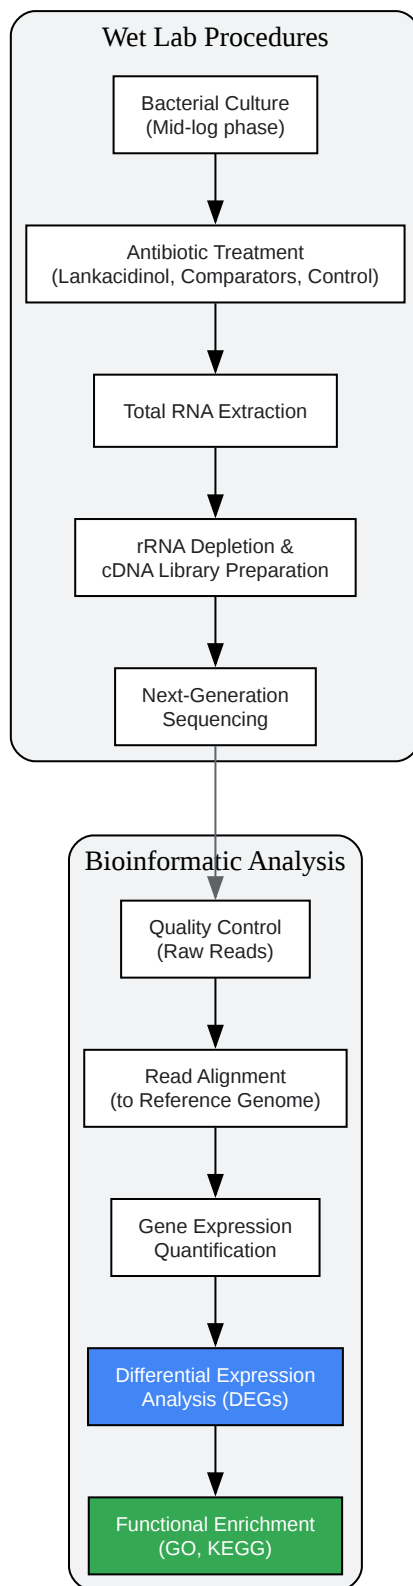 Wet Lab Procedures
Bacterial Culture
(Mid-log phase)
Antibiotic Treatment
(Lankacidinol, Comparators, Control)
Total RNA Extraction
rRNA Depletion &
cDNA Library Preparation
Next-Generation
Sequencing
Bioinformatic Analysis
Quality Control
(Raw Reads)
Read Alignment
(to Reference Genome)
Gene Expression
Quantification
Differential Expression
Analysis (DEGs)
Functional Enrichment
(GO, KEGG)